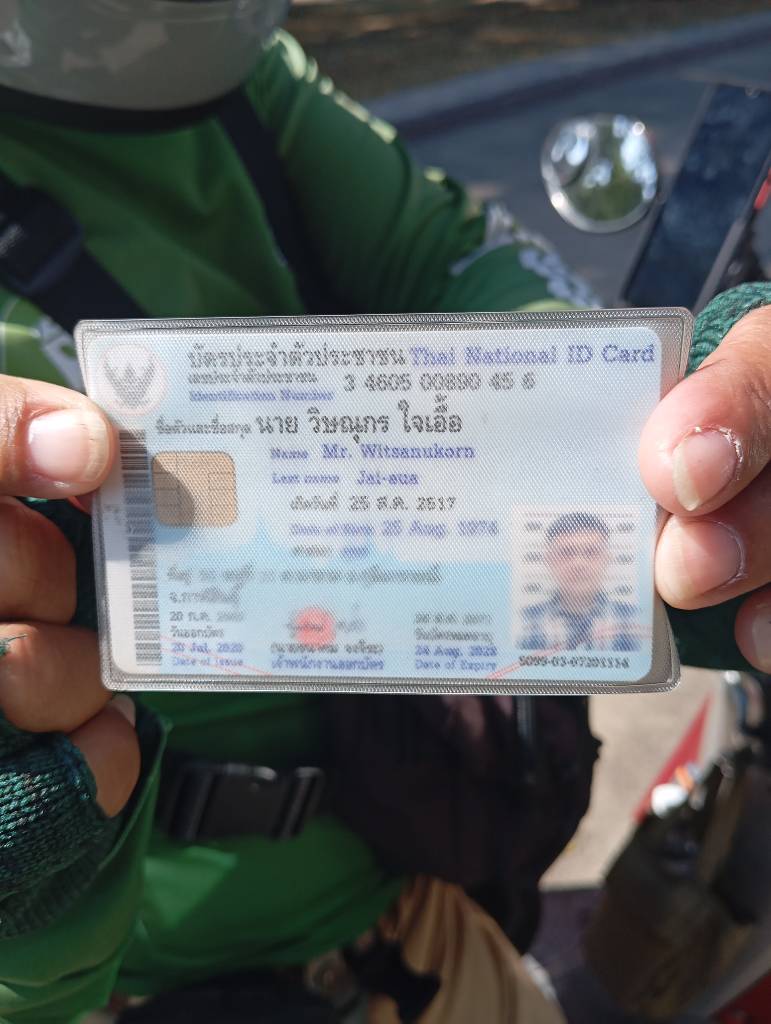 บัตรประจำตัวประชาชน Thai National ID Card
เลขประจำตัวประชาชน 3 4605 00890 45 6
Identification Number
ชื่อตัวและชื่อสกุล นาย วิษณุกร ใจเอื้อ
Name Mr. Witsanukorn
Last name Jai-eua
เกิดวันที่ 25 ส.ค. 2517
Date of Birth 25 Aug. 1974
20 ก.ค.
วันออกบัตร
วันบัตรหมดอายุ
20 Jul. 2020
เจ้าพนักงานออกบัตร
24 Aug. 2028
Date of Issue
Date of Expiry
5099-03-07201114